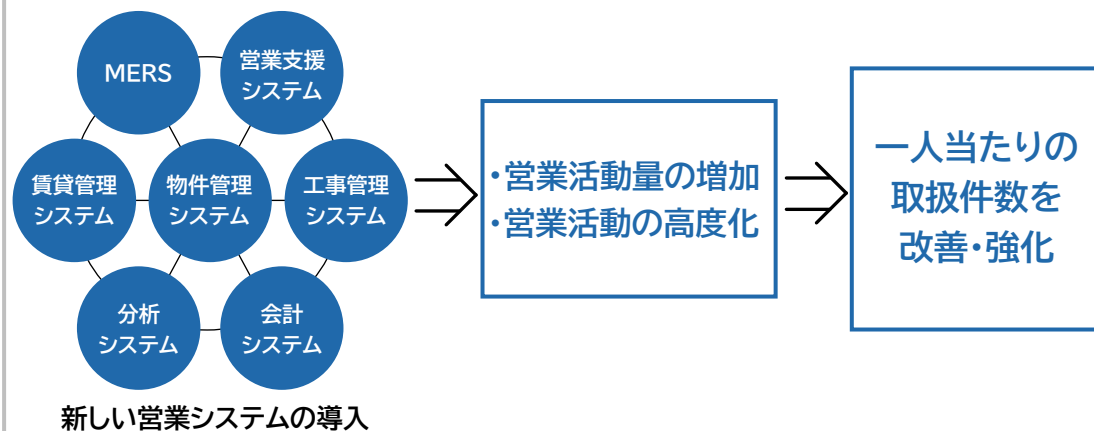 MERS
営業支援
システム
賃貸管理
システム
物件管理
システム
工事管理
システム
分析
システム
会計
システム
新しい営業システムの導入
・営業活動量の増加
・営業活動の高度化
一人当たりの
取扱件数を
改善・強化